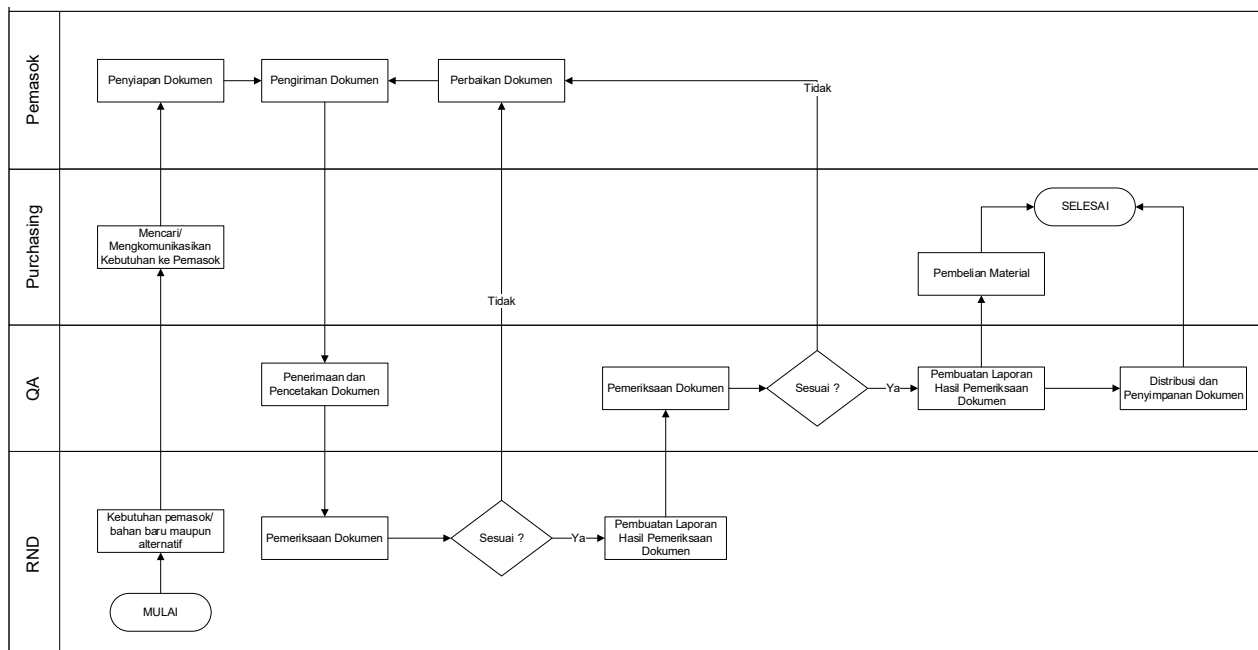 Pemasok
Penyiapan Dokumen
Pengiriman Dokumen
Perbaikan Dokumen
Tidak
Purchasing
Mencari/
Mengkomunikasikan
Kebutuhan ke Pemasok
Tidak
SELESAI
Pembelian Material
QA
Penerimaan dan
Pencetakan Dokumen
Pemeriksaan Dokumen
Sesuai ?
Ya
Pembuatan Laporan
Hasil Pemeriksaan
Dokumen
Distribusi dan
Penyimpanan Dokumen
RND
Kebutuhan pemasok/
bahan baru maupun
alternatif
MULAI
Pemeriksaan Dokumen
Sesuai ?
Ya
Pembuatan Laporan
Hasil Pemeriksaan
Dokumen